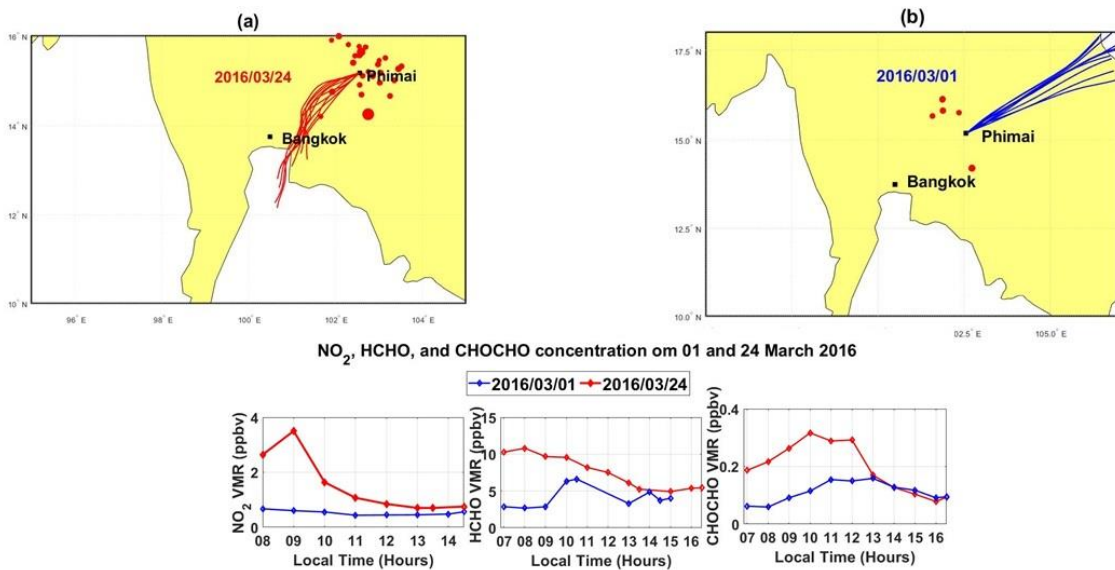 (a)
(b)
16° N
14° N
12° N
10° N
96° E
98° E
100° E
102° E
104° E
2016/03/24
Phimai
Bangkok
17.5° N
15.0° N
12.5° N
10.0° N
02.5° E
105.0° E
2016/03/01
Phimai
Bangkok
NO2, HCHO, and CHOCHO concentration om 01 and 24 March 2016
2016/03/01 2016/03/24
NO2 VMR (ppbv)
4
2
0
08 09 10 11 12 13 14
Local Time (Hours)
HCHO VMR (ppbv)
15
10
5
0
07 08 09 10 11 12 13 14 15 16
Local Time (Hours)
CHOCHO VMR (ppbv)
0.4
0.2
0
07 08 09 10 11 12 13 14 15 16
Local Time (Hours)